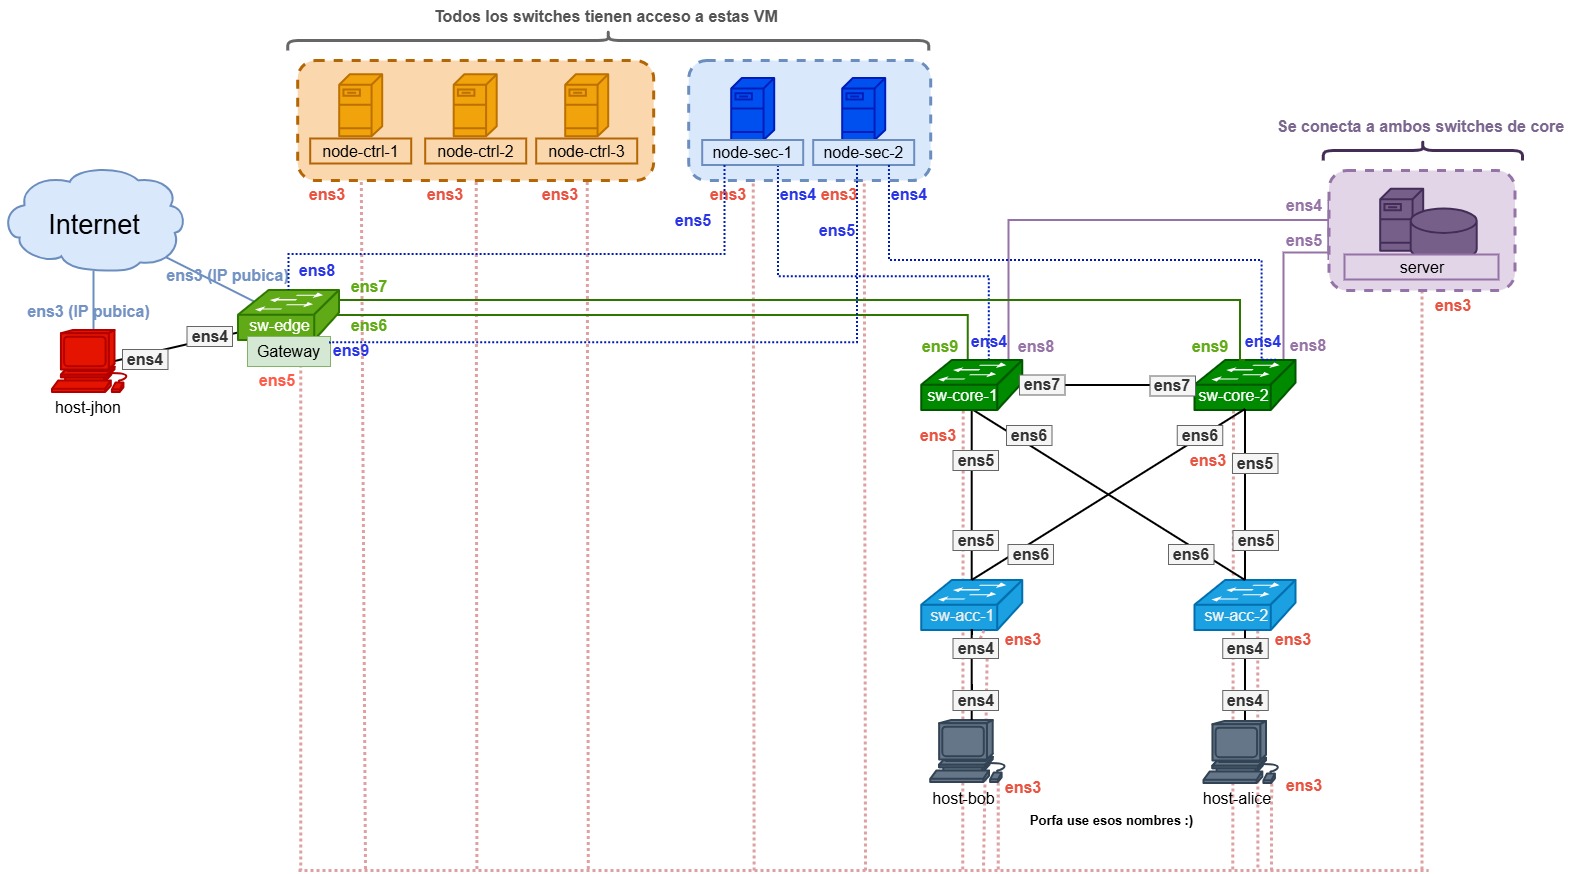 Todos los switches tienen acceso a estas VM
node-ctrl-1
node-ctrl-2
node-ctrl-3
node-sec-1
node-sec-2
Se conecta a ambos switches de core
ens3
ens3
ens3
ens3
ens4
ens3
ens4
ens5
ens5
ens4
ens5
server
ens3
Internet
ens3 (IP pubica)
ens8
ens7
ens3 (IP pubica)
sw-edge
ens6
ens4
ens4
Gateway
ens9
ens5
host-jhon
ens9
ens4
ens8
ens9
ens4
ens8
sw-core-1
ens7
ens7
sw-core-2
ens3
ens6
ens6
ens5
ens3
ens5
ens5
ens6
ens6
ens5
sw-acc-1
sw-acc-2
ens3
ens3
ens4
ens4
ens4
ens4
host-bob
ens3
host-alice
ens3
Porfa use esos nombres :)